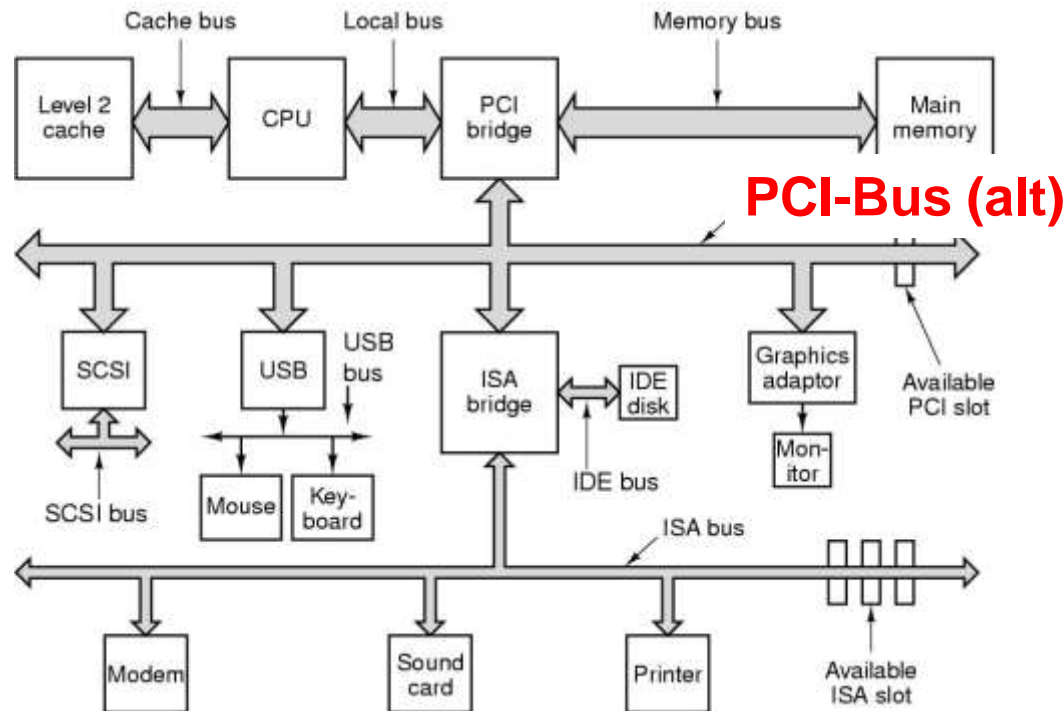 Cache bus
Local bus
Memory bus
Level 2
cache
CPU
PCI
bridge
Main
memory
PCI-Bus (alt)
SCSI
USB
USB
bus
ISA
bridge
IDE
disk
Graphics
adaptor
Available
PCI slot
SCSI bus
Mouse
Key-
board
IDE bus
Mon-
itor
ISA bus
Modem
Sound
card
Printer
Available
ISA slot